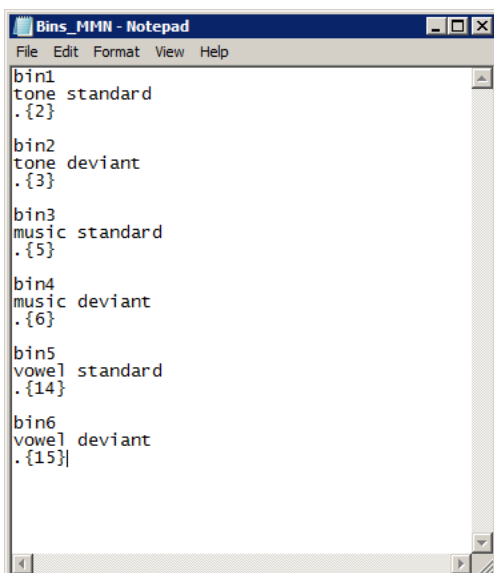 Bins_MMN - Notepad
File Edit Format View Help
bin1
tone standard
.{2}
bin2
tone deviant
.{3}
bin3
music standard
.{5}
bin4
music deviant
.{6}
bin5
vowel standard
.{14}
bin6
vowel deviant
.{15}